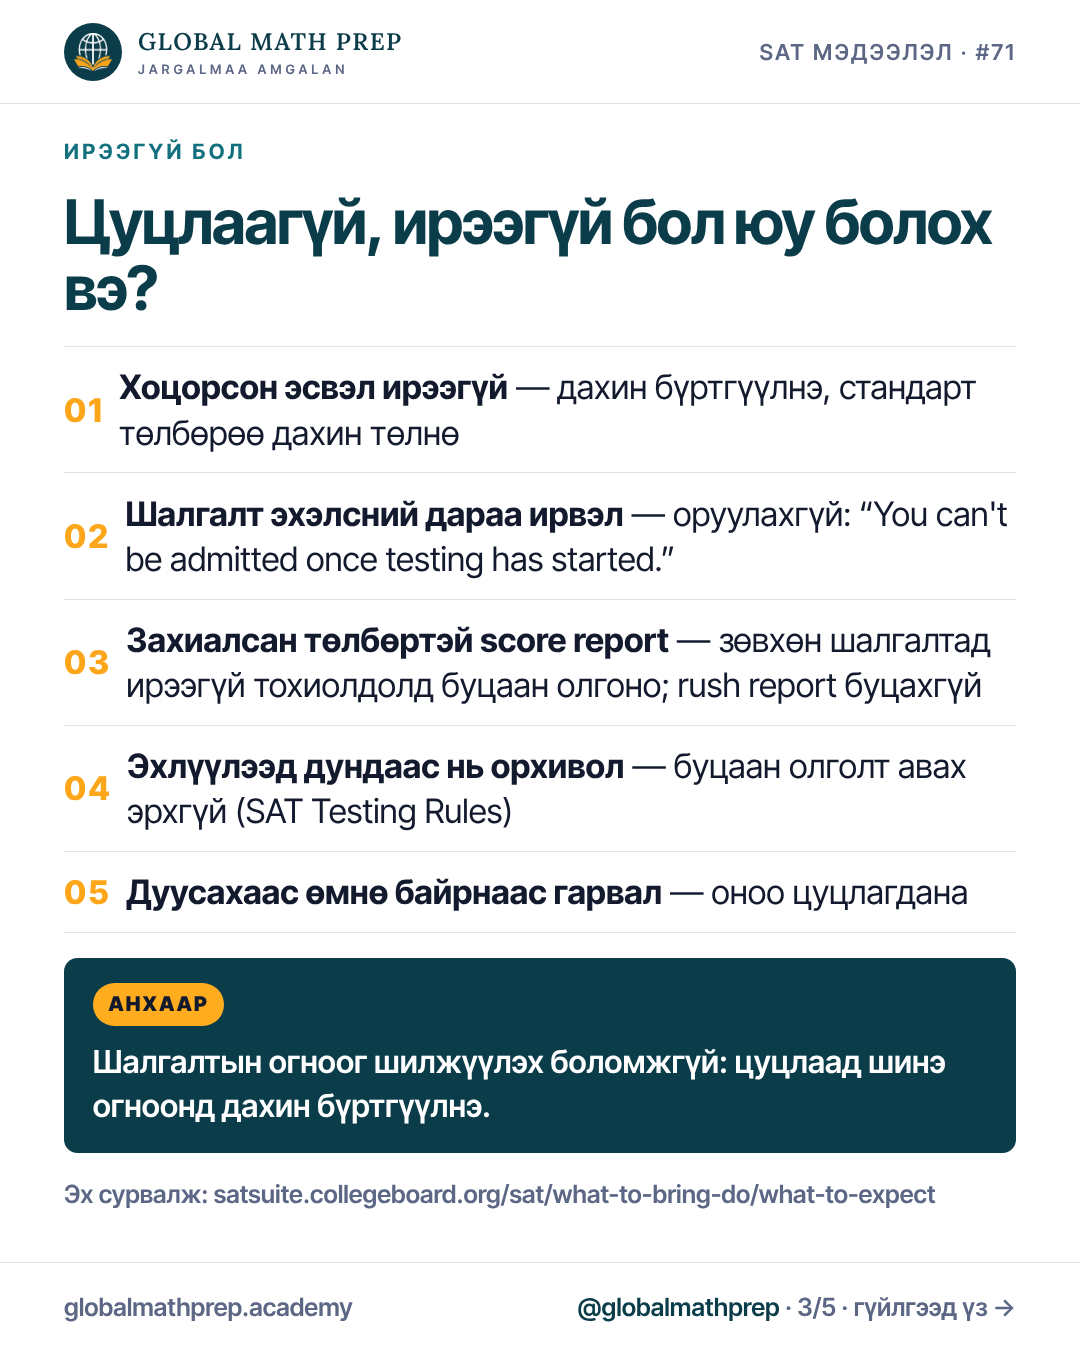 GLOBAL MATH PREP
JARGALMAA AMGALAN
SAT МЭДЭЭЛЭЛ · #71
ИРЭЭГҮЙ БОЛ
Цуцлаагүй, ирээгүй бол юу болох
вэ?
01 Хоцорсон эсвэл ирээгүй — дахин бүртгүүлнэ, стандарт
төлбөрөө дахин төлнө
02 Шалгалт эхэлсний дараа ирвэл — оруулахгүй: “You can't
be admitted once testing has started.”
03 Захиалсан төлбөртэй score report — зөвхөн шалгалтад
ирээгүй тохиолдолд буцаан олгоно; rush report буцахгүй
04 Эхлүүлээд дундаас нь орхивол — буцаан олголт авах
эрхгүй (SAT Testing Rules)
05 Дуусахаас өмнө байрнаас гарвал — оноо цуцлагдана
АНХААР
Шалгалтын огноог шилжүүлэх боломжгүй: цуцлаад шинэ
огноонд дахин бүртгүүлнэ.
Эх сурвалж: satsuite.collegeboard.org/sat/what-to-bring-do/what-to-expect
globalmathprep.academy
@globalmathprep · 3/5 · гүйлгээд үз →